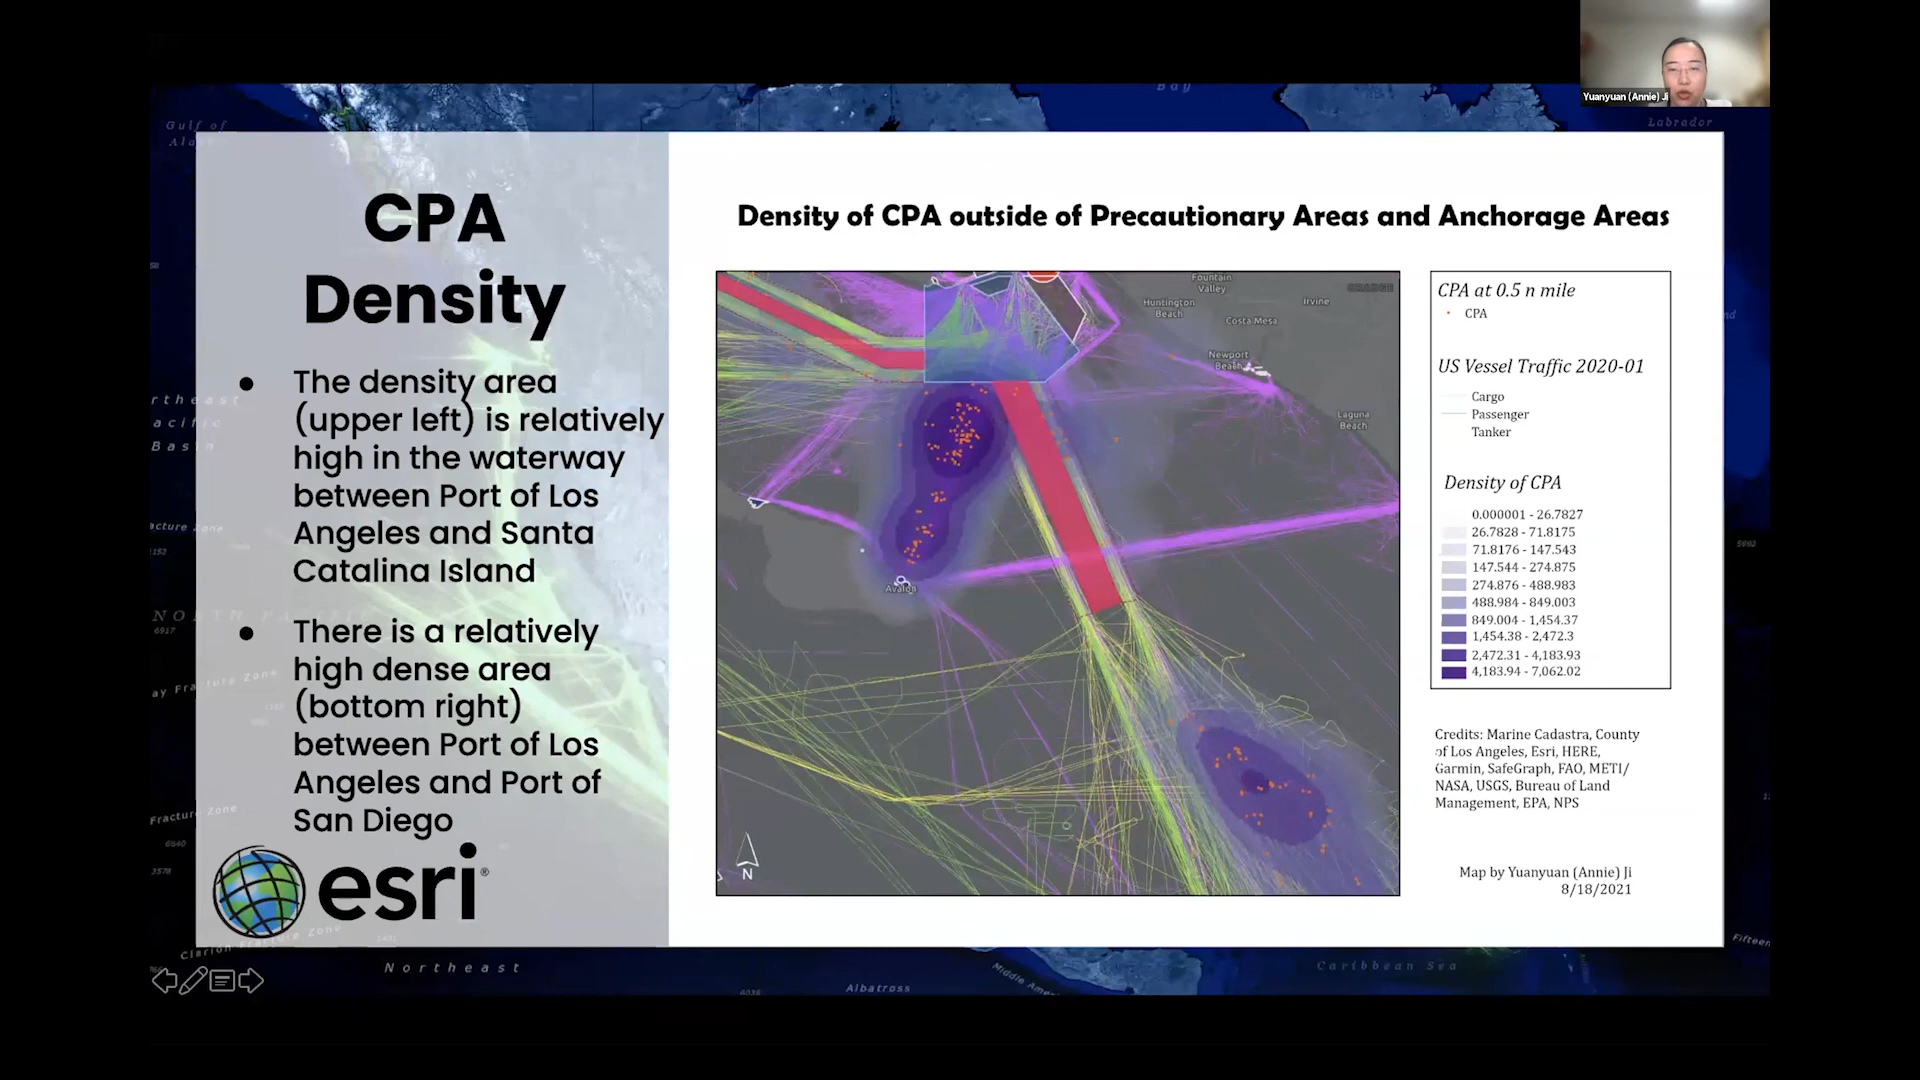 Yuanyuan (Annie) Ji
Bay
Labrador
Gulf of
CPA
Density
The density area
(upper left) is relatively
high in the waterway
between Port of Los
Angeles and Santa
Catalina Island
There is a relatively
high dense area
(bottom right)
between Port of Los
Angeles and Port of
San Diego
esri®
Density of CPA outside of Precautionary Areas and Anchorage Areas
Fountain
Valley
Huntington
Beach
Irvine
Costa Mesa
Newport
Beach
Laguna
Beach
Avalon
N
CPA at 0.5 n mile
CPA
US Vessel Traffic 2020-01
Cargo
Passenger
Tanker
Density of CPA
0.000001 - 26.7827
26.7828 - 71.8175
71.8176 - 147.543
147.544 - 274.875
274.876 - 488.983
488.984 - 849.003
849.004 - 1,454.37
1,454.38 - 2,472.3
2,472.31 - 4,183.93
4,183.94 - 7,062.02
Credits: Marine Cadastra, County
of Los Angeles, Esri, HERE,
Garmin, SafeGraph, FAO, METI/
NASA, USGS, Bureau of Land
Management, EPA, NPS
Map by Yuanyuan (Annie) Ji
8/18/2021
Basin
6917
Fracture Zone
6640
3578
Clarion Fracture Zone
Northeast
Albatross
Caribbean Sea